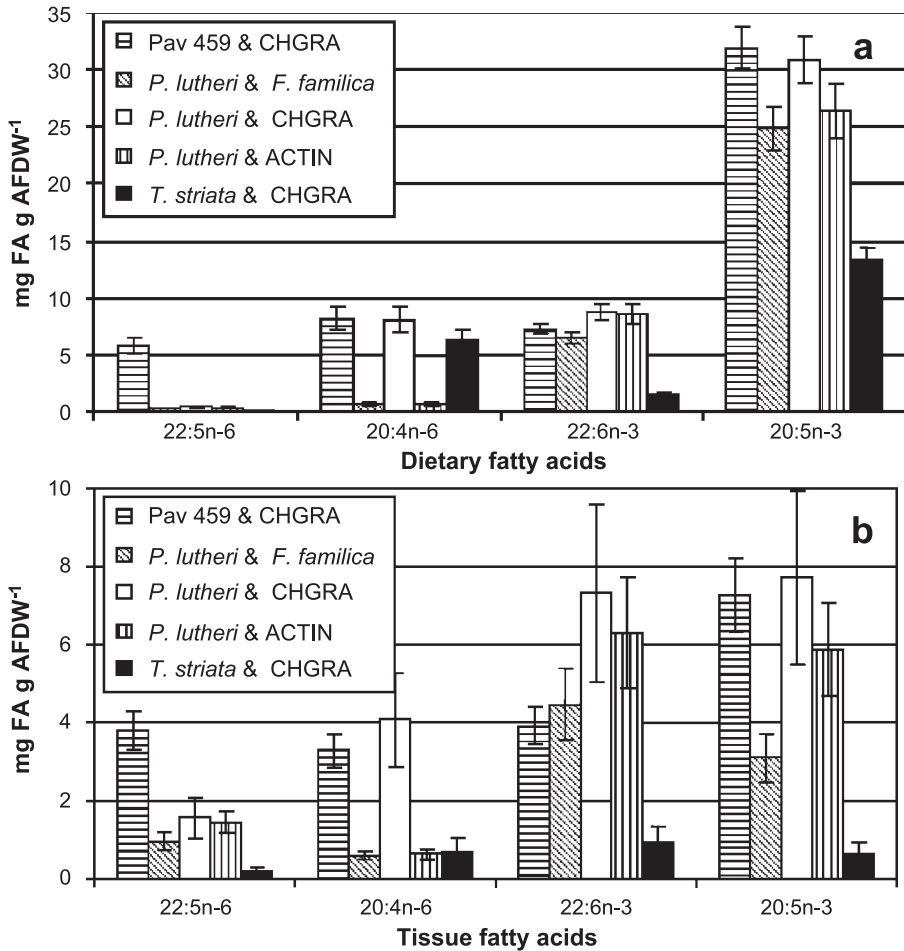 35
30
25
20
15
10
5
0
mg FA g AFDW-1
Pav 459 & CHGRA
P. lutheri & F. familica
P. lutheri & CHGRA
P. lutheri & ACTIN
T. striata & CHGRA
a
22:5n-6 20:4n-6 22:6n-3 20:5n-3
Dietary fatty acids
10
8
6
4
2
0
mg FA g AFDW-1
Pav 459 & CHGRA
P. lutheri & F. familica
P. lutheri & CHGRA
P. lutheri & ACTIN
T. striata & CHGRA
b
22:5n-6 20:4n-6 22:6n-3 20:5n-3
Tissue fatty acids